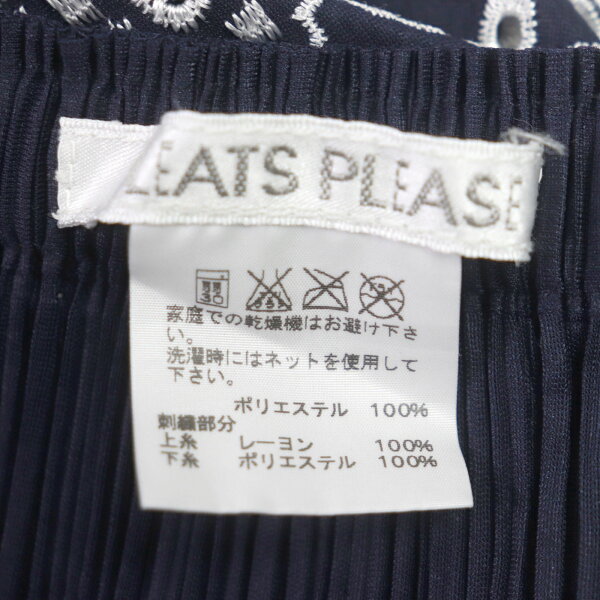 LEATS PLEASE
家庭での乾燥機はお避け下さ
い。
洗濯時にはネットを使用して
下さい。
ポリエステル 100%
刺繍部分
上糸 レーヨン 100%
下糸 ポリエステル 100%